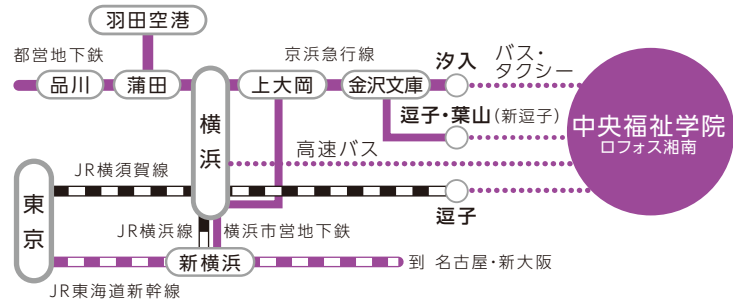 羽田空港
都営地下鉄
京浜急行線
汐入
バス・
タクシー
品川
蒲田
上大岡
金沢文庫
逗子・葉山(新逗子)
横浜
中央福祉学院
ロフォス湘南
高速バス
JR横須賀線
東京
逗子
JR横浜線
横浜市営地下鉄
新横浜
到 名古屋・新大阪
JR東海道新幹線